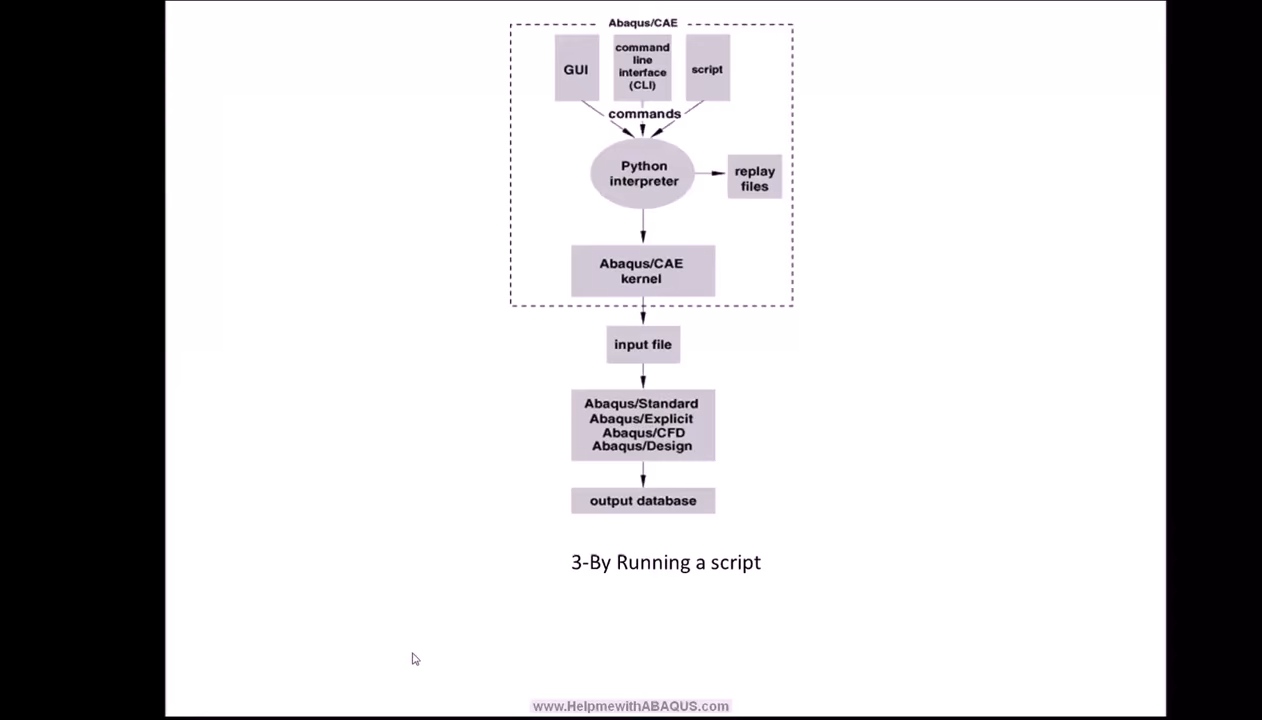 Abaqus/CAE
GUI
command
line
interface
(CLI)
script
commands
Python
interpreter
replay
files
Abaqus/CAE
kernel
input file
Abaqus/Standard
Abaqus/Explicit
Abaqus/CFD
Abaqus/Design
output database
3-By Running a script
www.HelpmewithABAQUS.com